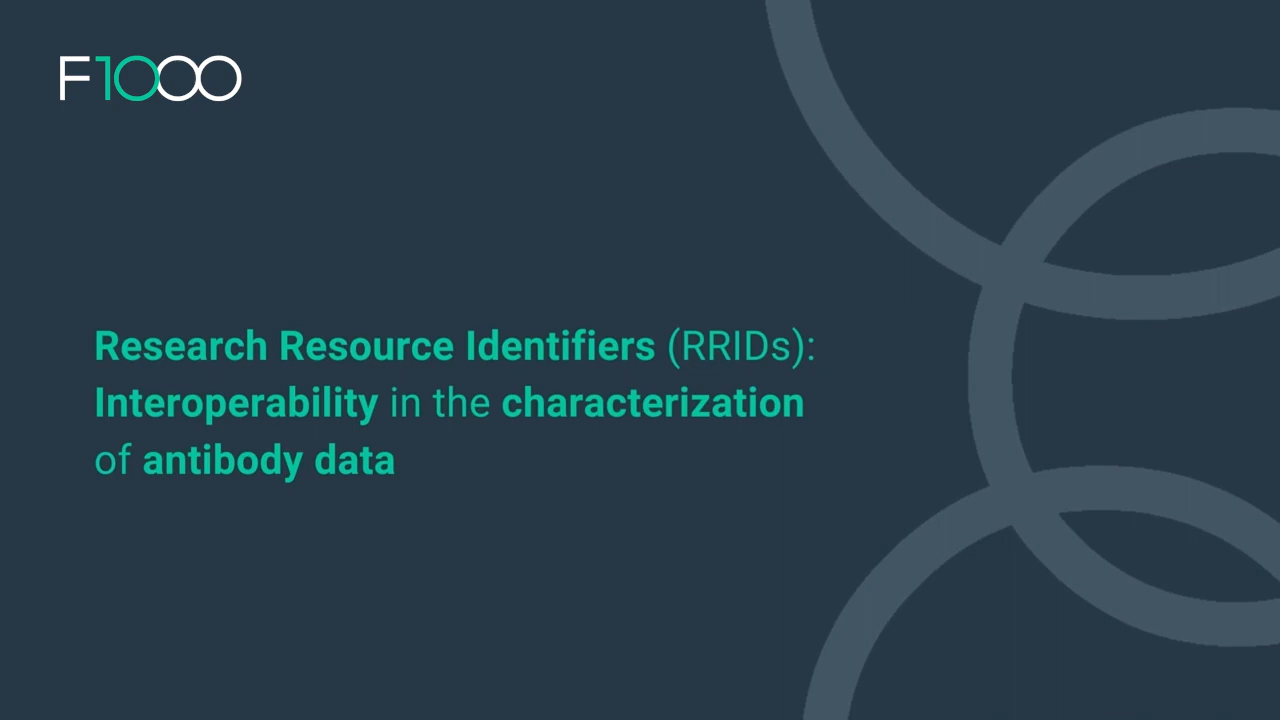 F1000
Research Resource Identifiers (RRIDs):
Interoperability in the characterization
of antibody data